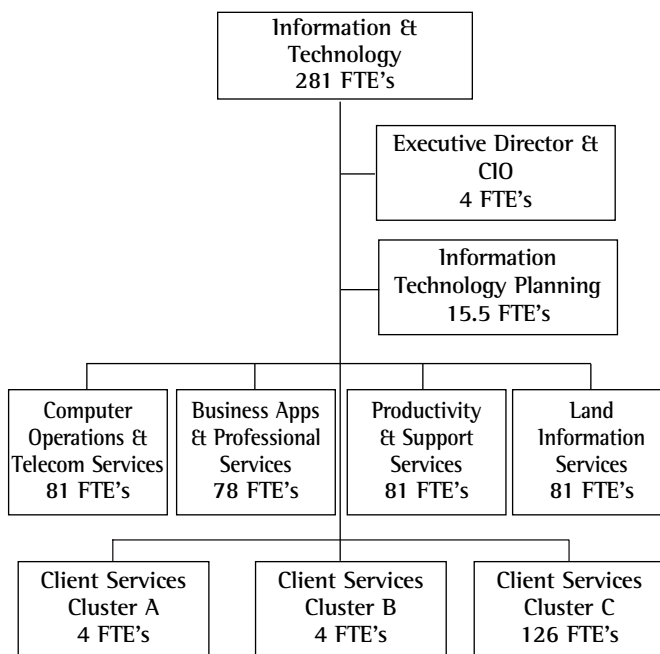 Information &
Technology
281 FTE's
Executive Director &
CIO
4 FTE's
Information
Technology Planning
15.5 FTE's
Computer
Operations &
Telecom Services
81 FTE's
Business Apps
& Professional
Services
78 FTE's
Productivity
& Support
Services
81 FTE's
Land
Information
Services
81 FTE's
Client Services
Cluster A
4 FTE's
Client Services
Cluster B
4 FTE's
Client Services
Cluster C
126 FTE's